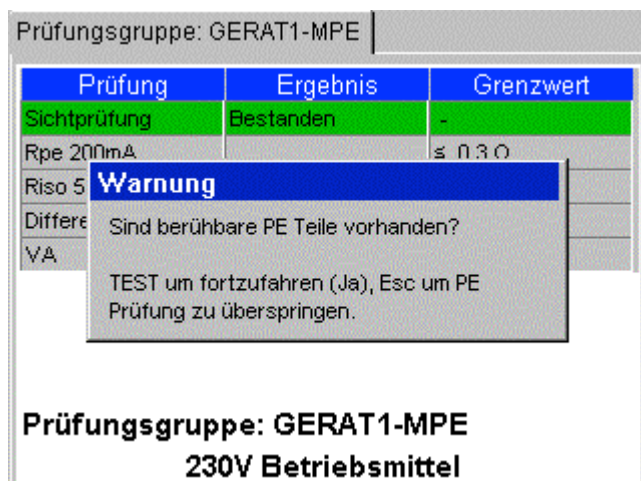 Prüfungsgruppe: GERAT1-MPE
Prüfung Ergebnis Grenzwert
Sichtprüfung Bestanden -
Rpe 200mA ≤ 0.3 Ω
Riso 5
Differe
VA
Warnung
Sind berühbare PE Teile vorhanden?
TEST um fortzufahren (Ja), Esc um PE
Prüfung zu überspringen.
Prüfungsgruppe: GERAT1-MPE
230V Betriebsmittel